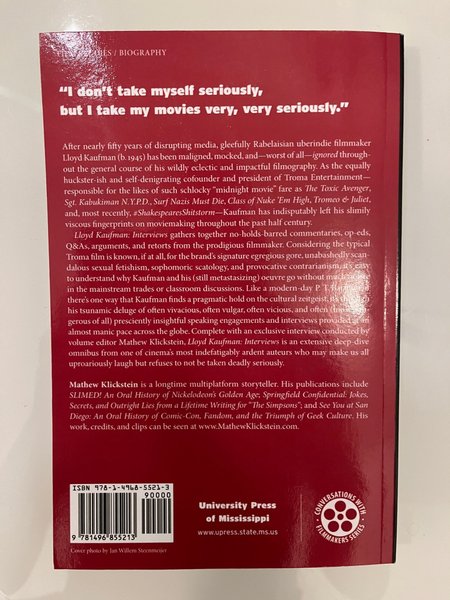 STUDIES / BIOGRAPHY
“I don’t take myself seriously,
but I take my movies very, very seriously.”
After nearly fifty years of disrupting media, gleefully Rabelaisian uberindie filmmaker
Lloyd Kaufman (b. 1945) has been maligned, mocked, and—worst of all—ignored through-
out the general course of his wildly eclectic and impactful filmography. As the equally
huckster-ish and self-denigrating cofounder and president of Troma Entertainment—
responsible for the likes of such schlocky “midnight movie” fare as The Toxic Avenger,
Sgt. Kabukiman N.Y.P.D., Surf Nazis Must Die, Class of Nuke ’Em High, Tromeo & Juliet,
and, most recently, #ShakespearesShitstorm—Kaufman has indisputably left his slimily
viscous fingerprints on moviemaking throughout the past half century.
Lloyd Kaufman: Interviews gathers together no-holds-barred commentaries, op-eds,
Q&As, arguments, and retorts from the prodigious filmmaker. Considering the typical
Troma film is known, if at all, for the brand’s signature egregious gore, unabashedly scan-
dalous sexual fetishism, sophomoric scatology, and provocative contrarianism, it’s easy
to understand why Kaufman and his (still metastasizing) oeuvre go without much
in the mainstream trades or classroom discussions. Like a modern-day P. T.
there’s one way that Kaufman finds a pragmatic hold on the cultural zeitgeist, it’s
his tsunamic deluge of often vivacious, often vulgar, often vicious, and often
gerous of all) presciently insightful speaking engagements and interviews provided
almost manic pace across the globe. Complete with an exclusive interview conducted by
volume editor Mathew Klickstein, Lloyd Kaufman: Interviews is an extensive deep-dive
omnibus from one of cinema’s most indefatigably ardent auteurs who may make us all
uproariously laugh but refuses to not be taken deadly seriously.
Mathew Klickstein is a longtime multiplatform storyteller. His publications include
SLIMED! An Oral History of Nickelodeon’s Golden Age; Springfield Confidential: Jokes,
Secrets, and Outright Lies from a Lifetime Writing for “The Simpsons”; and See You at San
Diego: An Oral History of Comic-Con, Fandom, and the Triumph of Geek Culture. His
work, credits, and clips can be seen at www.MathewKlickstein.com.
ISBN 978-1-4968-5521-3
90000
9 781496 855213
Cover photo by Jan Willem Steenmeijer
University Press
of Mississippi
www.upress.state.ms.us
CONVERSATIONS WITH
FILMMAKERS SERIES